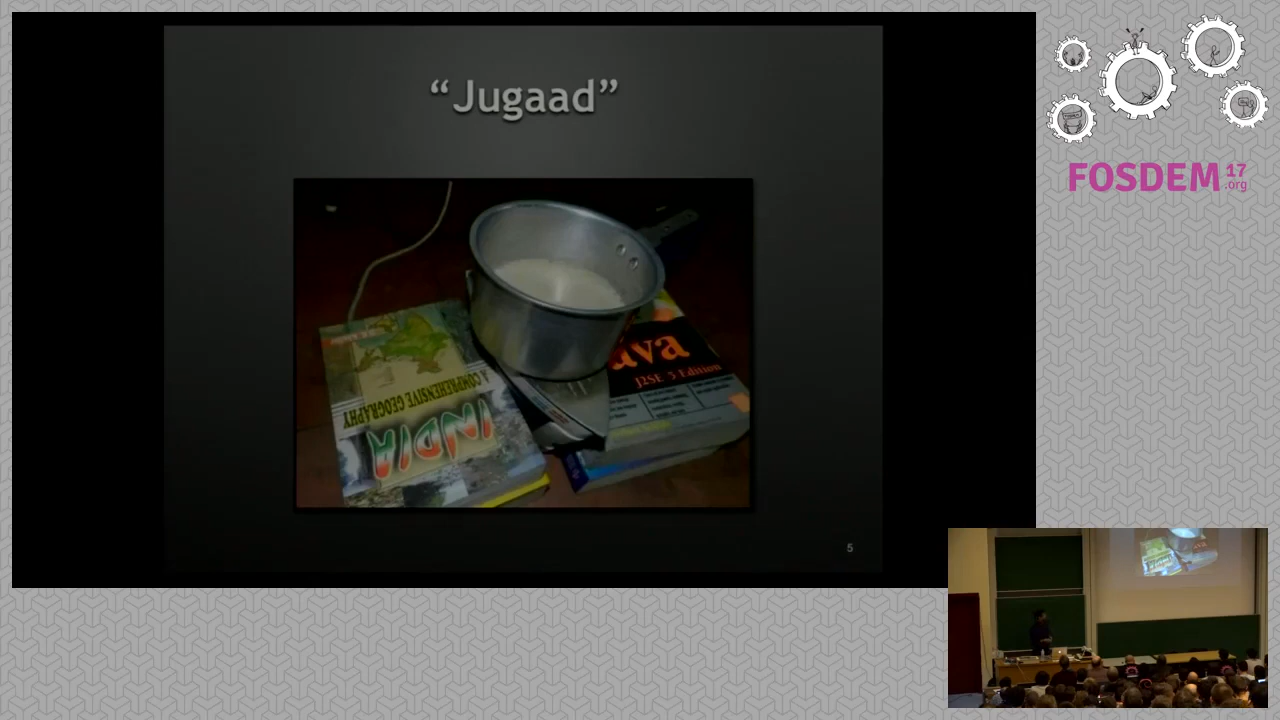 “Jugaad”
INDIA
A COMPREHENSIVE GEOGRAPHY
ava
J2SE 5 Edition
5
FOSDEM 17
.org